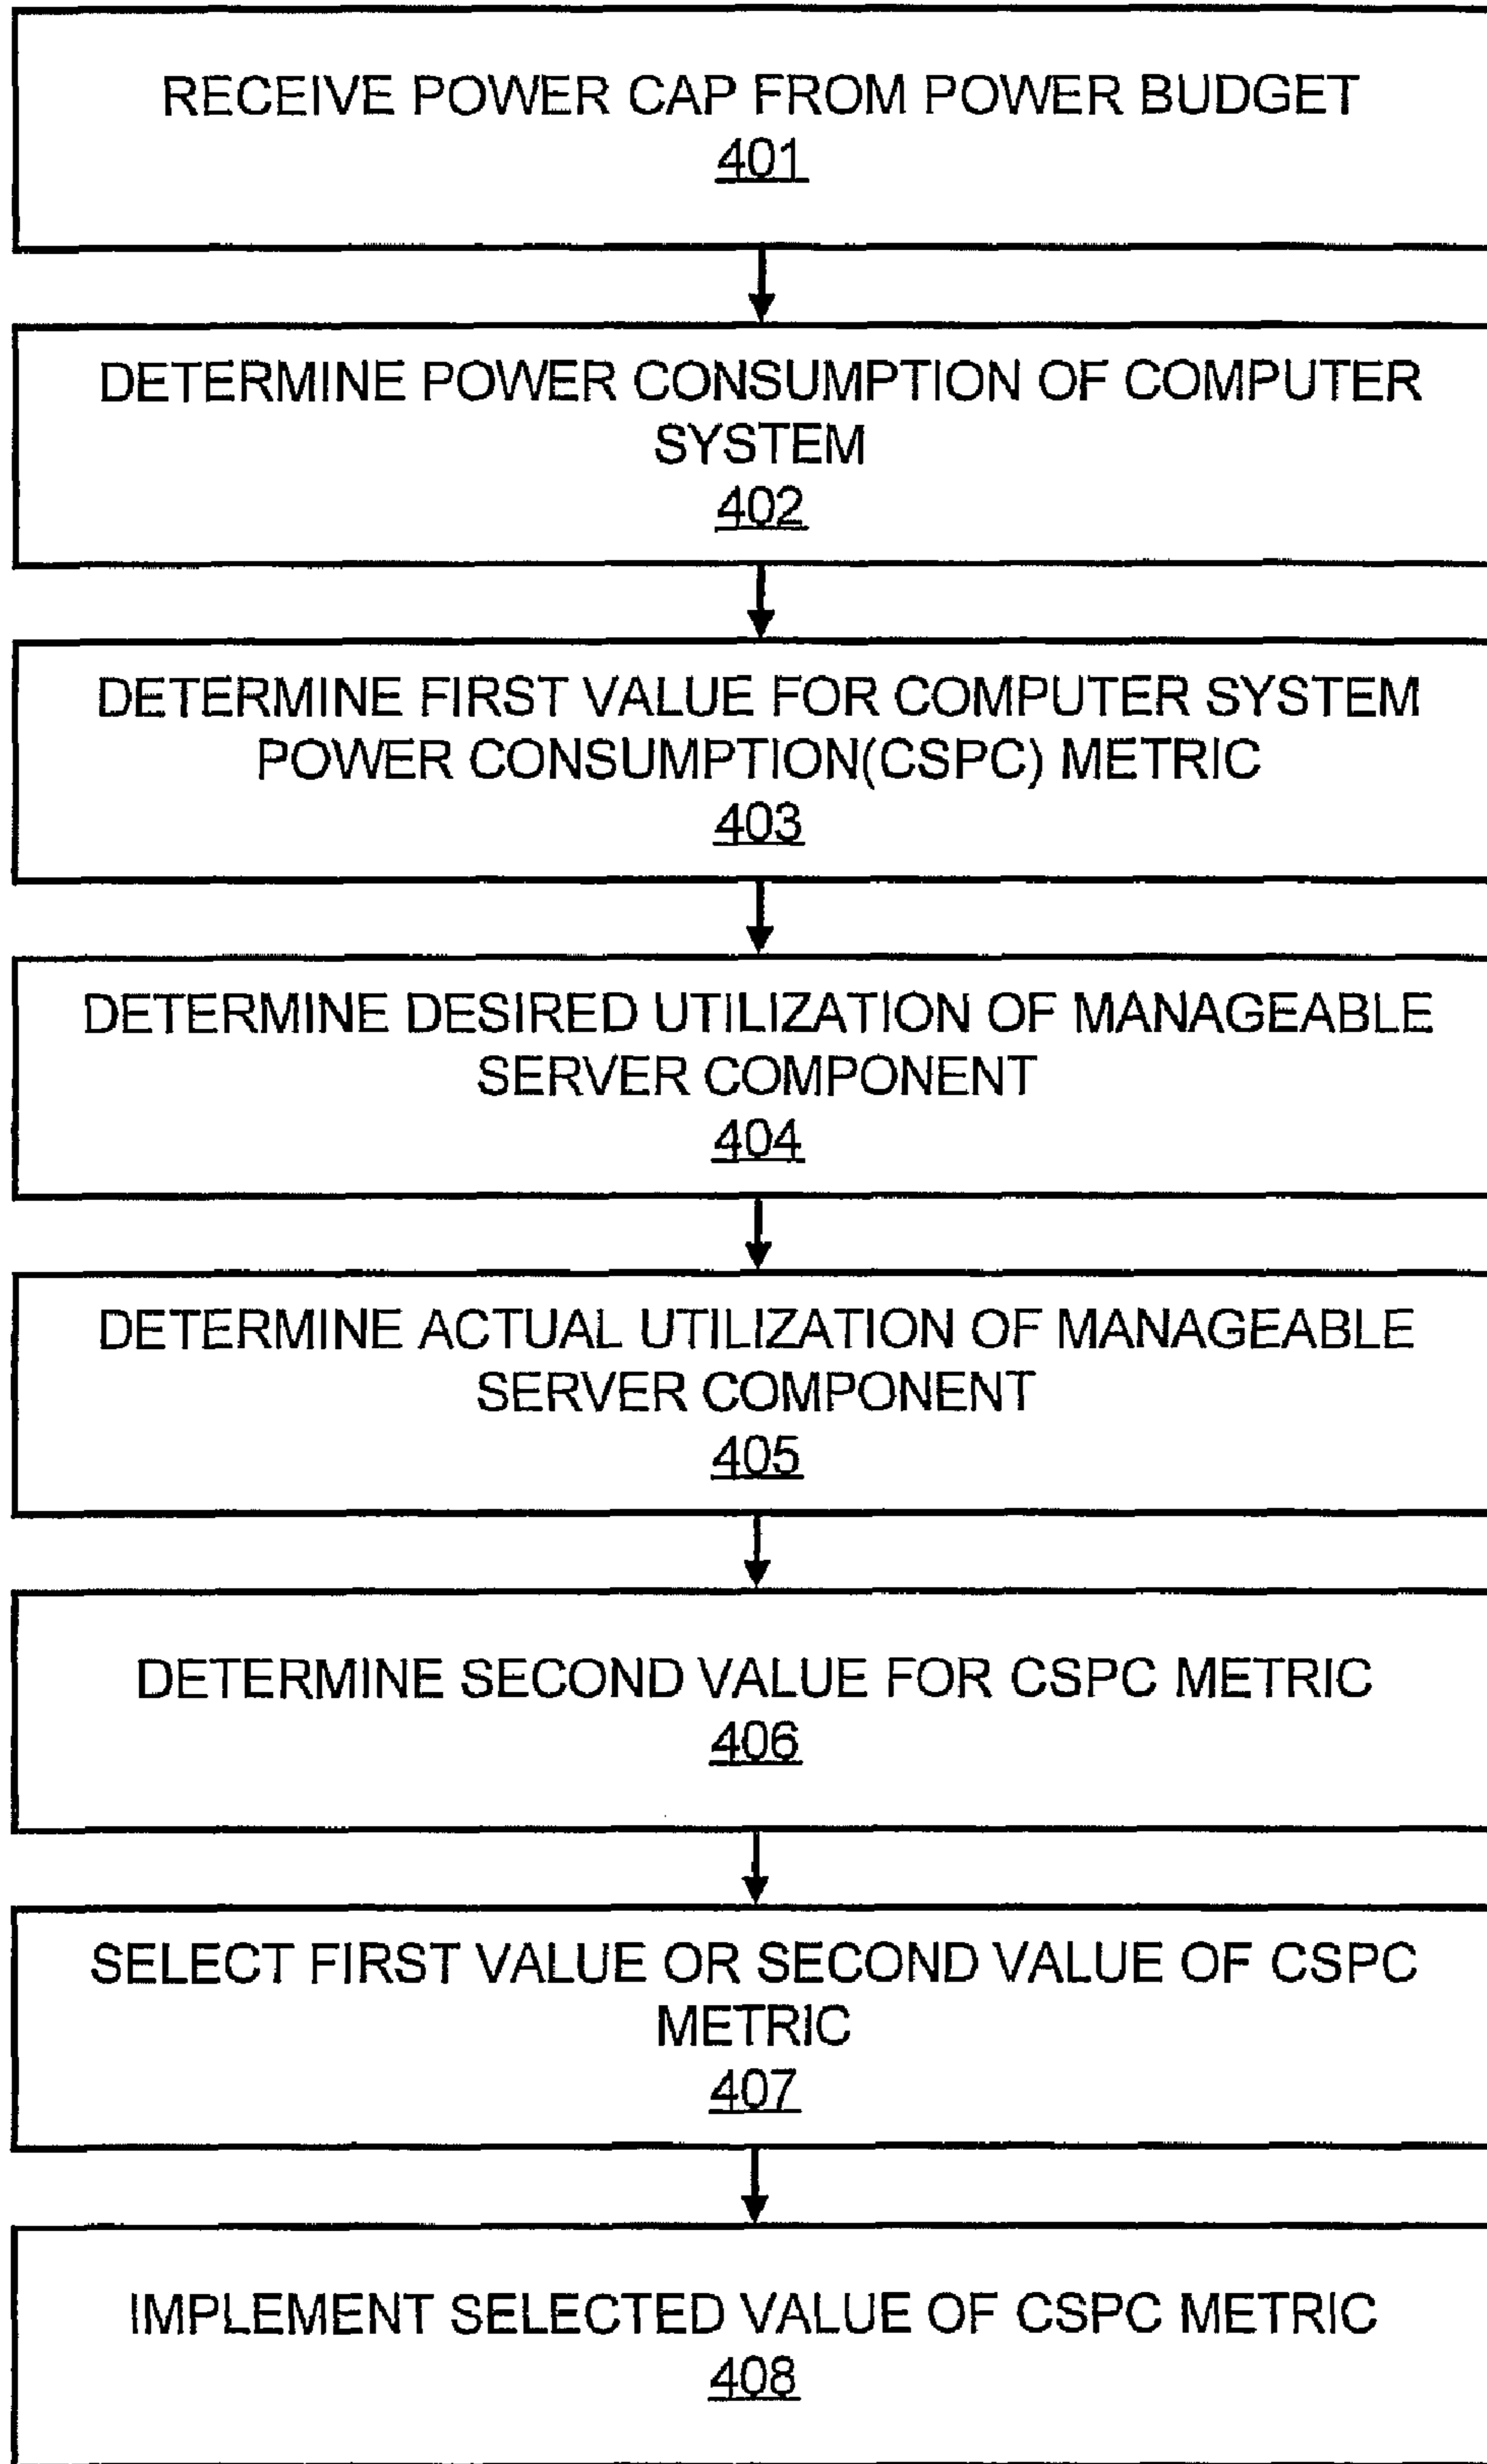 RECEIVE POWER CAP FROM POWER BUDGET
401
DETERMINE POWER CONSUMPTION OF COMPUTER
SYSTEM
402
DETERMINE FIRST VALUE FOR COMPUTER SYSTEM
POWER CONSUMPTION(CSPC) METRIC
403
DETERMINE DESIRED UTILIZATION OF MANAGEABLE
SERVER COMPONENT
404
DETERMINE ACTUAL UTILIZATION OF MANAGEABLE
SERVER COMPONENT
405
DETERMINE SECOND VALUE FOR CSPC METRIC
406
SELECT FIRST VALUE OR SECOND VALUE OF CSPC
METRIC
407
IMPLEMENT SELECTED VALUE OF CSPC METRIC
408